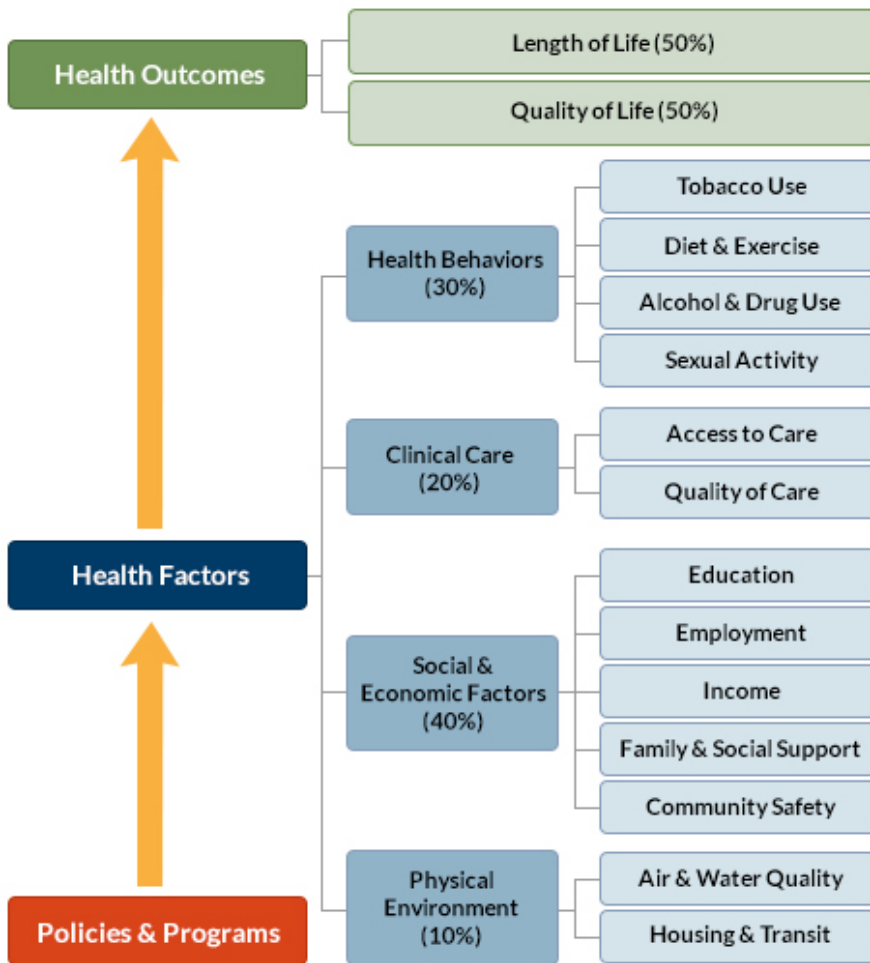 Health Outcomes
Length of Life (50%)
Quality of Life (50%)
Health Factors
Health Behaviors
(30%)
Tobacco Use
Diet & Exercise
Alcohol & Drug Use
Sexual Activity
Clinical Care
(20%)
Access to Care
Quality of Care
Social &
Economic Factors
(40%)
Education
Employment
Income
Family & Social Support
Community Safety
Physical
Environment
(10%)
Air & Water Quality
Housing & Transit
Policies & Programs